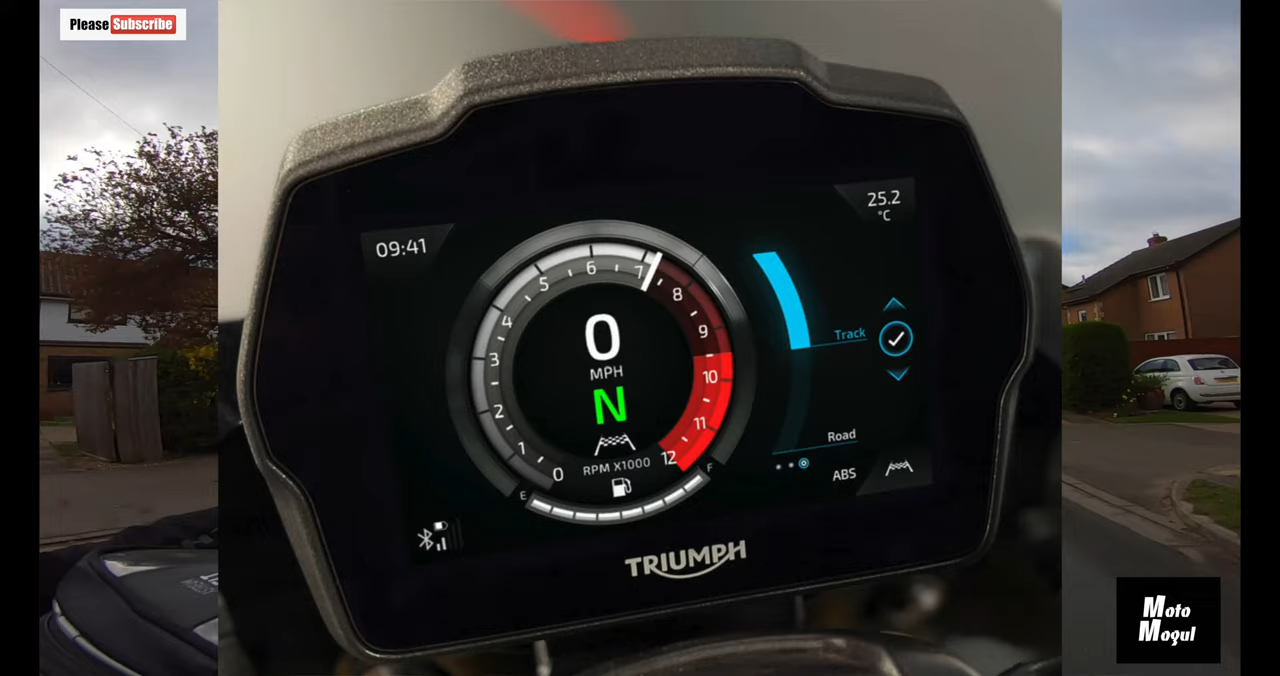 Please Subscribe
25.2
°C
09:41
0
1
2
3
4
5
6
7
8
9
10
11
12
0
MPH
N
RPM X1000
E
F
Track
Road
ABS
TRIUMPH
Moto
Mogul